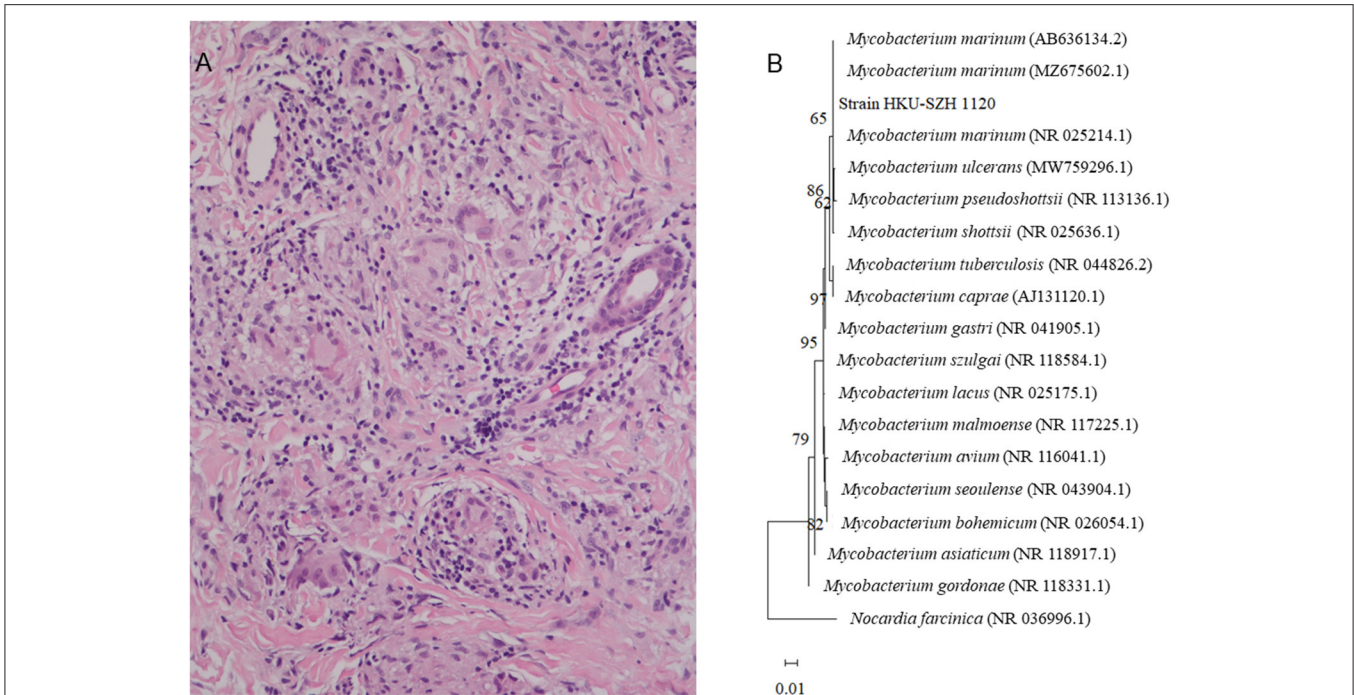 A
B
Mycobacterium marinum (AB636134.2)
Mycobacterium marinum (MZ675602.1)
Strain HKU-SZH 1120
65
Mycobacterium marinum (NR 025214.1)
Mycobacterium ulcerans (MW759296.1)
86
62
Mycobacterium pseudoshottsii (NR 113136.1)
Mycobacterium shottsii (NR 025636.1)
Mycobacterium tuberculosis (NR 044826.2)
97
Mycobacterium caprae (AJ131120.1)
Mycobacterium gastri (NR 041905.1)
95
Mycobacterium szulgai (NR 118584.1)
Mycobacterium lacus (NR 025175.1)
Mycobacterium malmoense (NR 117225.1)
79
Mycobacterium avium (NR 116041.1)
Mycobacterium seoulense (NR 043904.1)
82
Mycobacterium bohemicum (NR 026054.1)
Mycobacterium asiaticum (NR 118917.1)
Mycobacterium gordonae (NR 118331.1)
Nocardia farcinica (NR 036996.1)
0.01